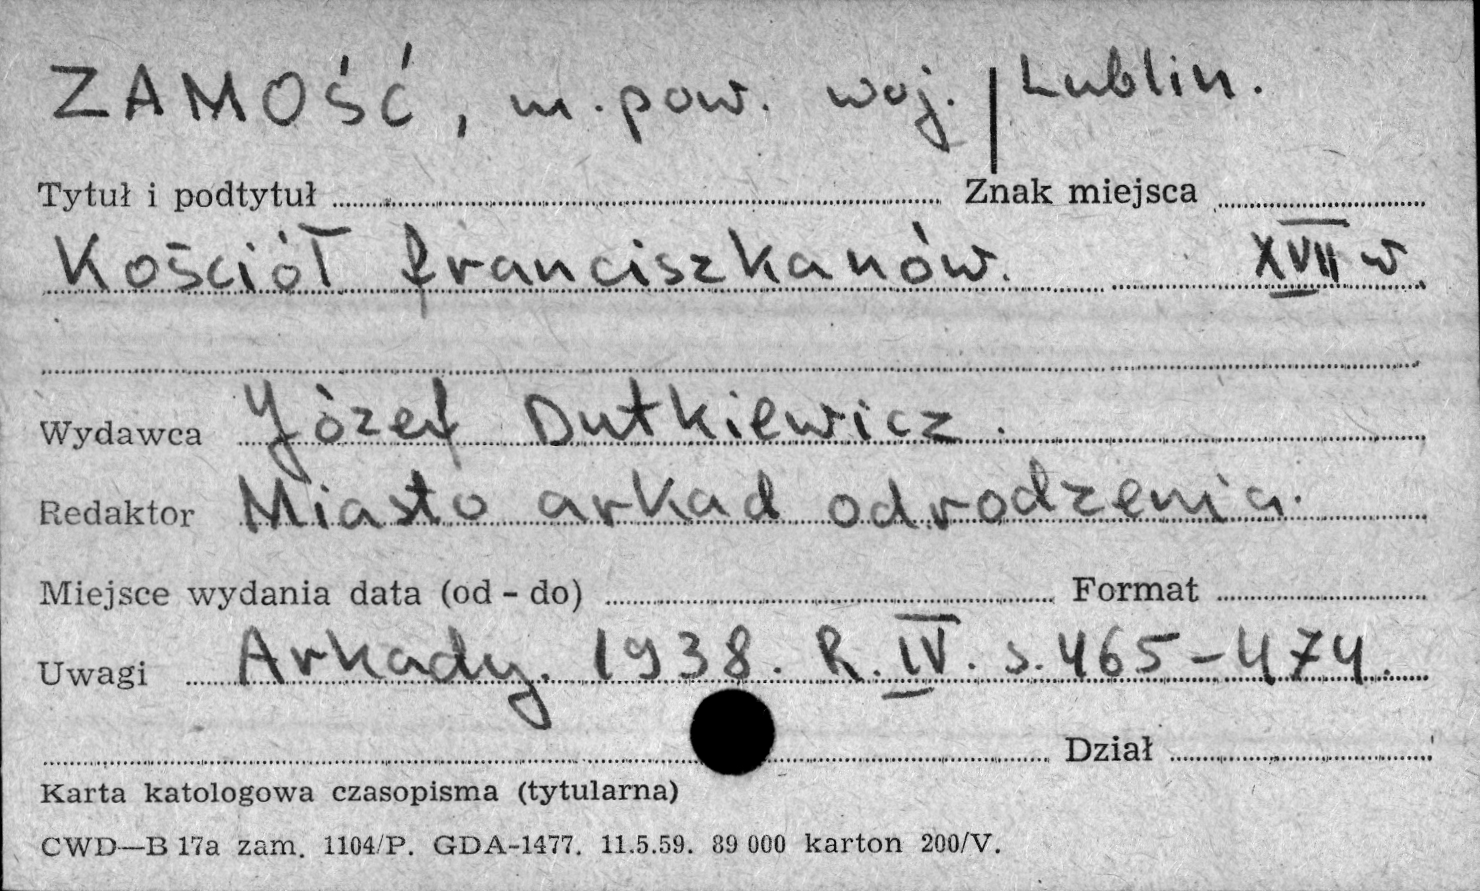 ZAMOŚĆ, m. pow. woj. | Lublin.
Tytuł i podtytuł Znak miejsca
Kościół franciszkanów. XVII w.
Wydawca Józef Dutkiewicz.
Redaktor Miasto arkad odrodzenia.
Miejsce wydania data (od - do) Format
Uwagi Arkady. 1938. R. IV. s. 465-474.
Dział
Karta katologowa czasopisma (tytularna)
CWD—B 17a zam. 1104/P. GDA-1477. 11.5.59. 89 000 karton 200/V.